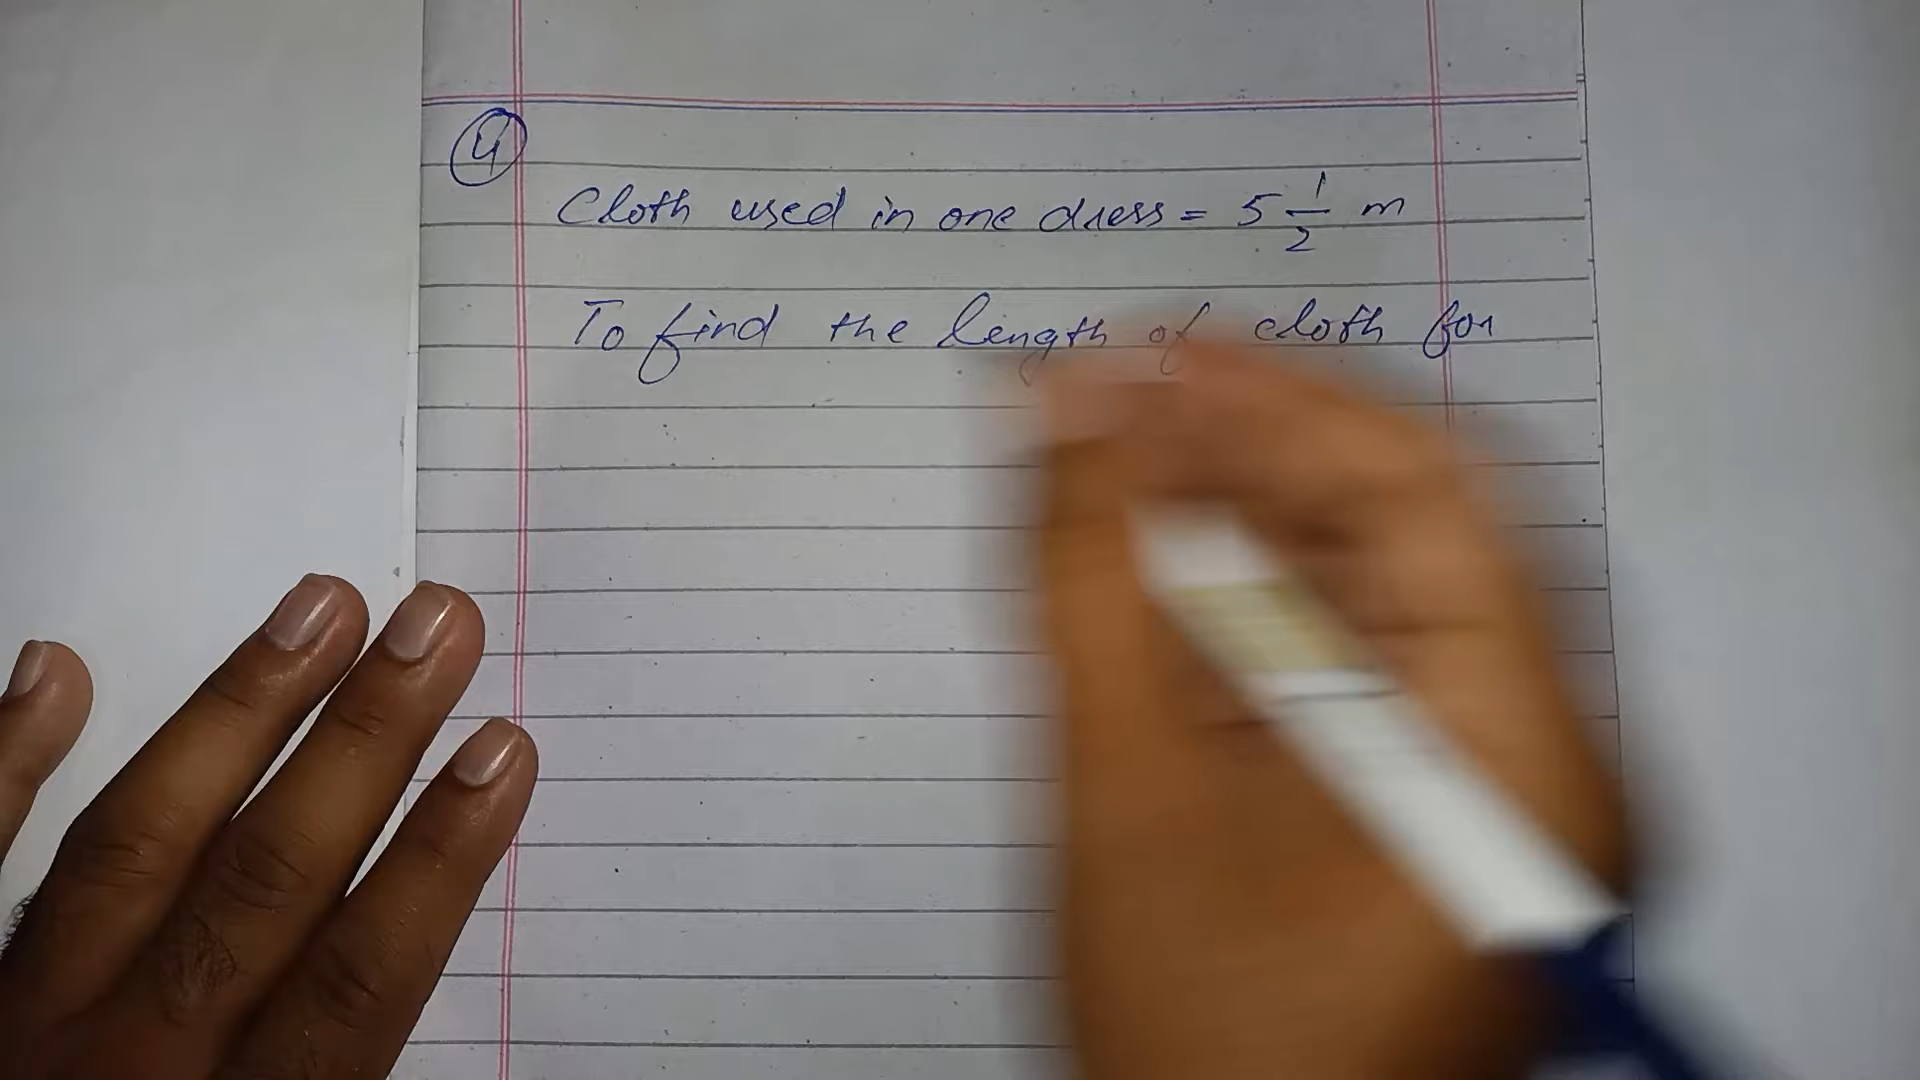 4
Cloth used in one dress = 5 1/2 m
To find the length of cloth for